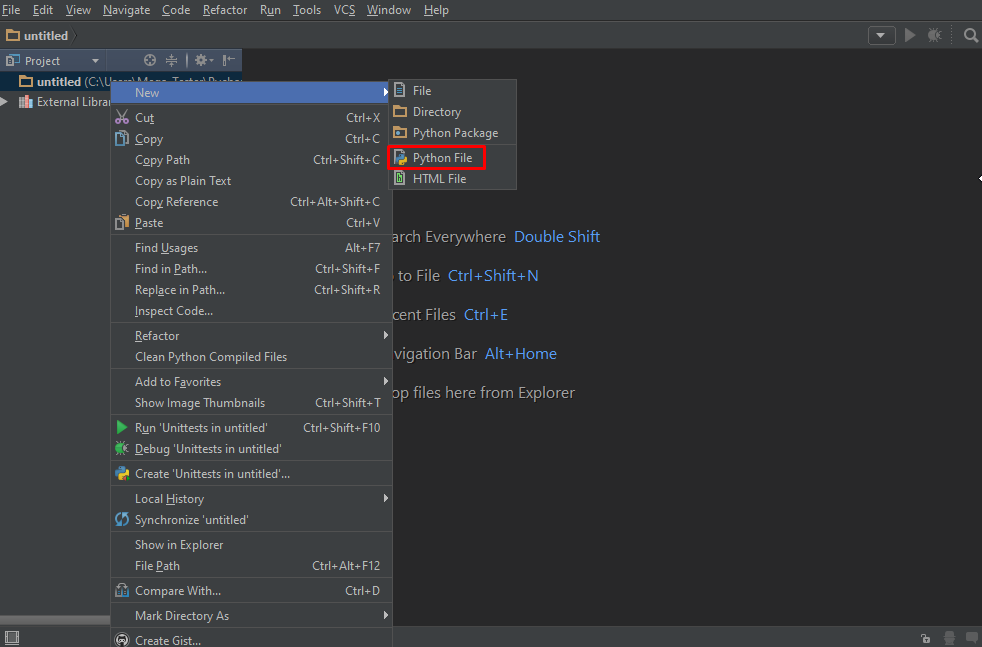 File Edit View Navigate Code Refactor Run Tools VCS Window Help
untitled
Project
untitled (C:\Users\
External Librar
New
Cut Ctrl+X
Copy Ctrl+C
Copy Path Ctrl+Shift+C
Copy as Plain Text
Copy Reference Ctrl+Alt+Shift+C
Paste Ctrl+V
Find Usages Alt+F7
Find in Path... Ctrl+Shift+F
Replace in Path... Ctrl+Shift+R
Inspect Code...
Refactor
Clean Python Compiled Files
Add to Favorites
Show Image Thumbnails Ctrl+Shift+T
Run 'Unittests in untitled' Ctrl+Shift+F10
Debug 'Unittests in untitled'
Create 'Unittests in untitled'...
Local History
Synchronize 'untitled'
Show in Explorer
File Path Ctrl+Alt+F12
Compare With... Ctrl+D
Mark Directory As
Create Gist...
File
Directory
Python Package
Python File
HTML File
arch Everywhere Double Shift
to File Ctrl+Shift+N
cent Files Ctrl+E
vigation Bar Alt+Home
op files here from Explorer